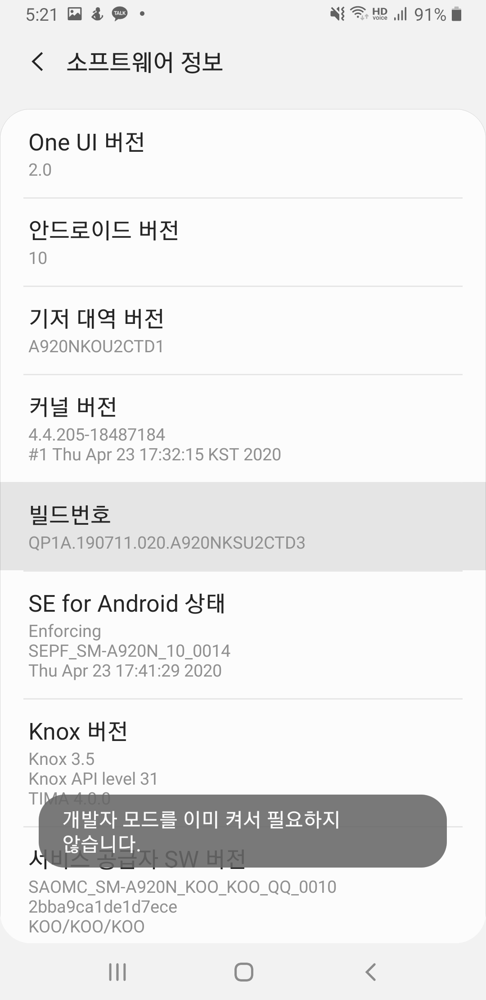 5:21 TALK HD voice 91%
소프트웨어 정보
One UI 버전
2.0
안드로이드 버전
10
기저 대역 버전
A920NKOU2CTD1
커널 버전
4.4.205-18487184
#1 Thu Apr 23 17:32:15 KST 2020
빌드번호
QP1A.190711.020.A920NKSU2CTD3
SE for Android 상태
Enforcing
SEPF_SM-A920N_10_0014
Thu Apr 23 17:41:29 2020
Knox 버전
Knox 3.5
Knox API level 31
TIMA 4.0.0
개발자 모드를 이미 켜서 필요하지
않습니다.
서비스 공급자 SW 버전
SAOMC_SM-A920N_KOO_KOO_QQ_0010
2bba9ca1de1d7ece
KOO/KOO/KOO